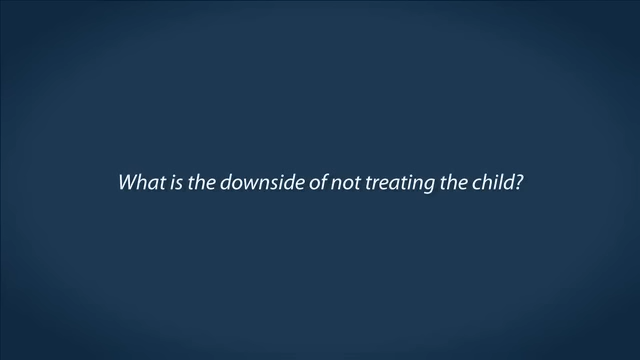 What is the downside of not treating the child?